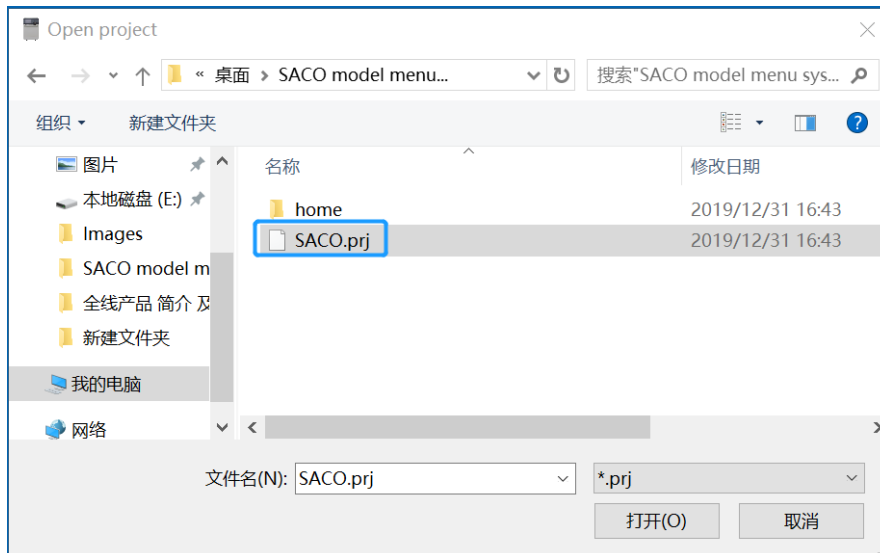 Open project
« 桌面 > SACO model menu...
搜索"SACO model menu sys...
组织
新建文件夹
图片
本地磁盘 (E:)
Images
SACO model m
全线产品 简介 及
新建文件夹
我的电脑
网络
名称
修改日期
home
2019/12/31 16:43
SACO.prj
2019/12/31 16:43
文件名(N):
SACO.prj
*.prj
打开(O)
取消